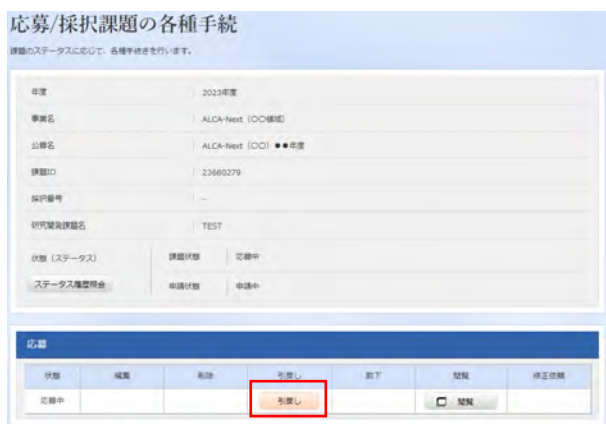 応募/採択課題の各種手続
課題のステータスに応じて、各種手続きを行います。
年度 2023年度
事業名 ALCA-Next（〇〇領域）
公募名 ALCA-Next（〇〇）●●年度
課題ID 23660279
採択番号 -
研究開発課題名 TEST
状態（ステータス） 課題状態 応募中
ステータス履歴照会 申請状態 申請中
応募
状態 編集 削除 引戻し 取下 閲覧 修正依頼
応募中 引戻し 閲覧